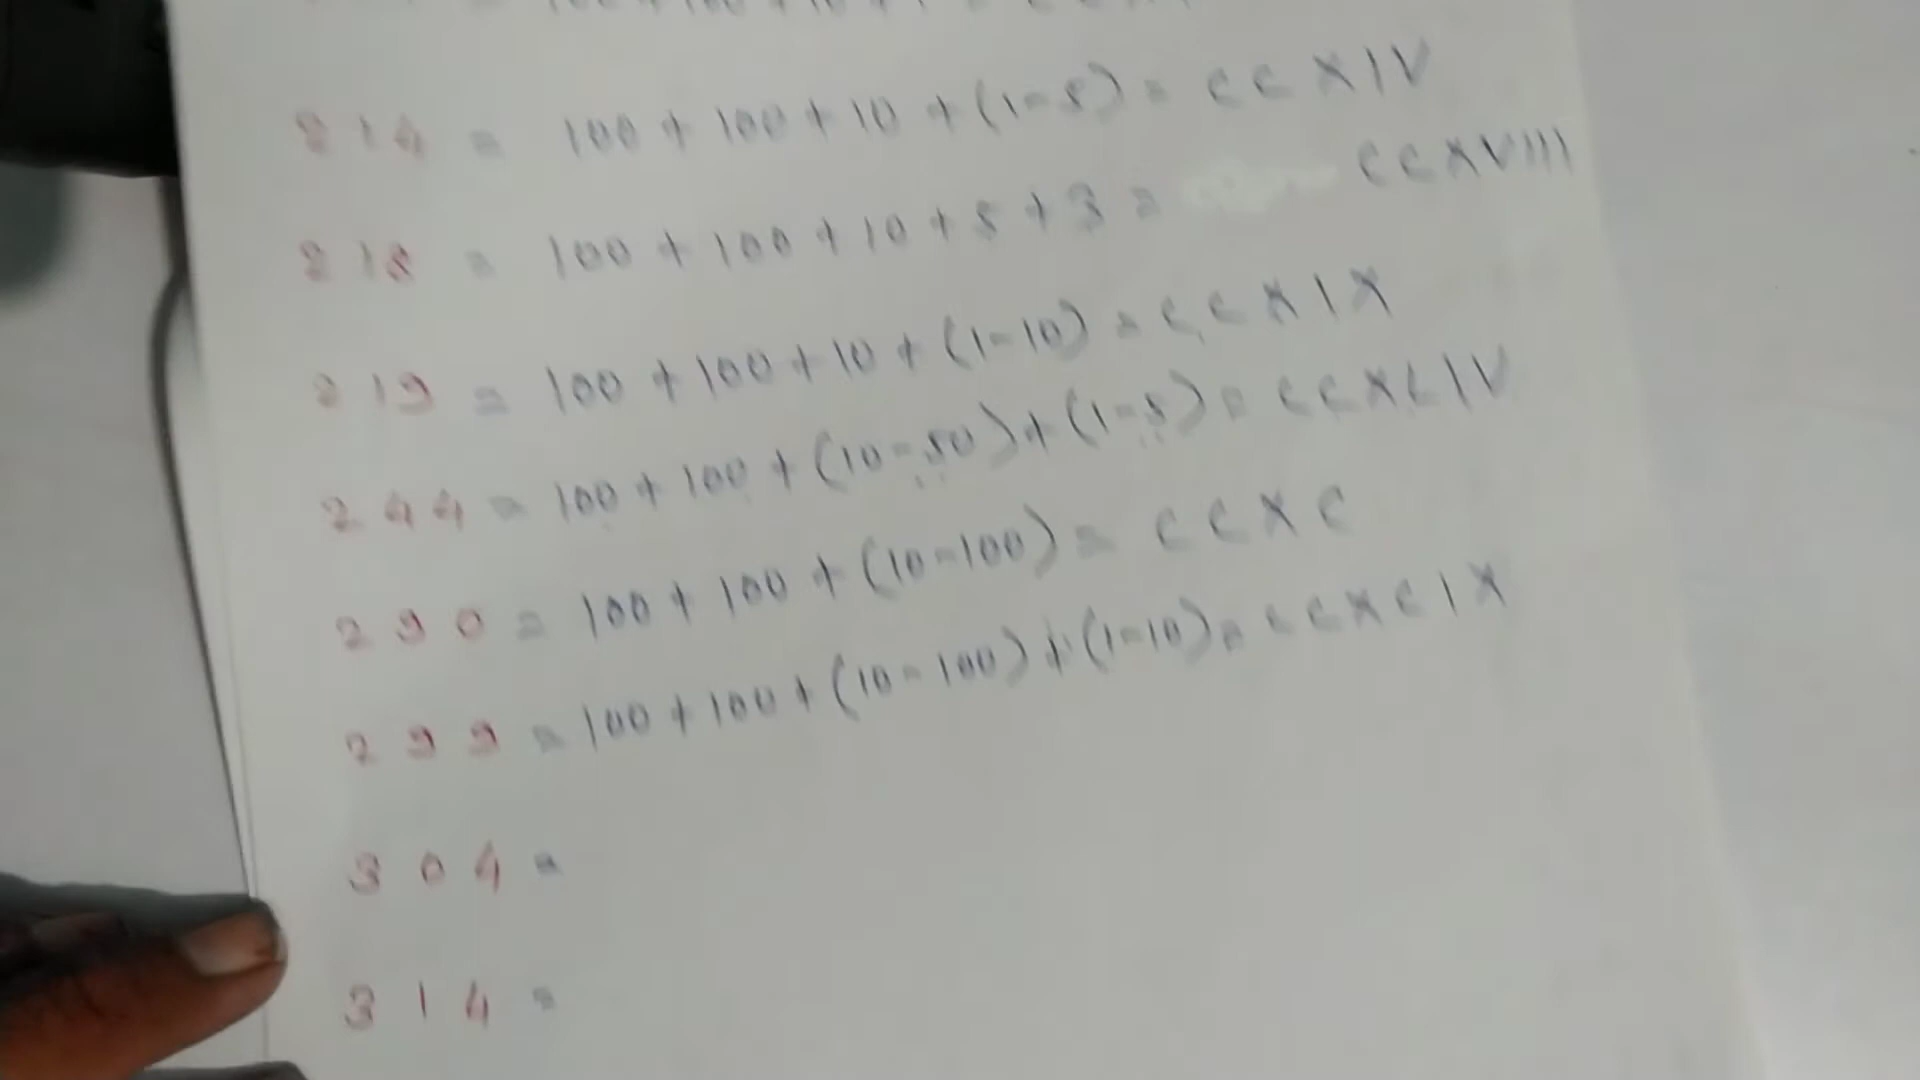 214 = 100 + 100 + 10 + (1-5) = CCXIV
218 = 100 + 100 + 10 + 5 + 3 = CCXVIII
219 = 100 + 100 + 10 + (1-10) = CCXIX
244 = 100 + 100 + (10-50) + (1-5) = CCXLIV
290 = 100 + 100 + (10-100) = CCXC
299 = 100 + 100 + (10-100) + (1-10) = CCXCIX
304 =
314 =